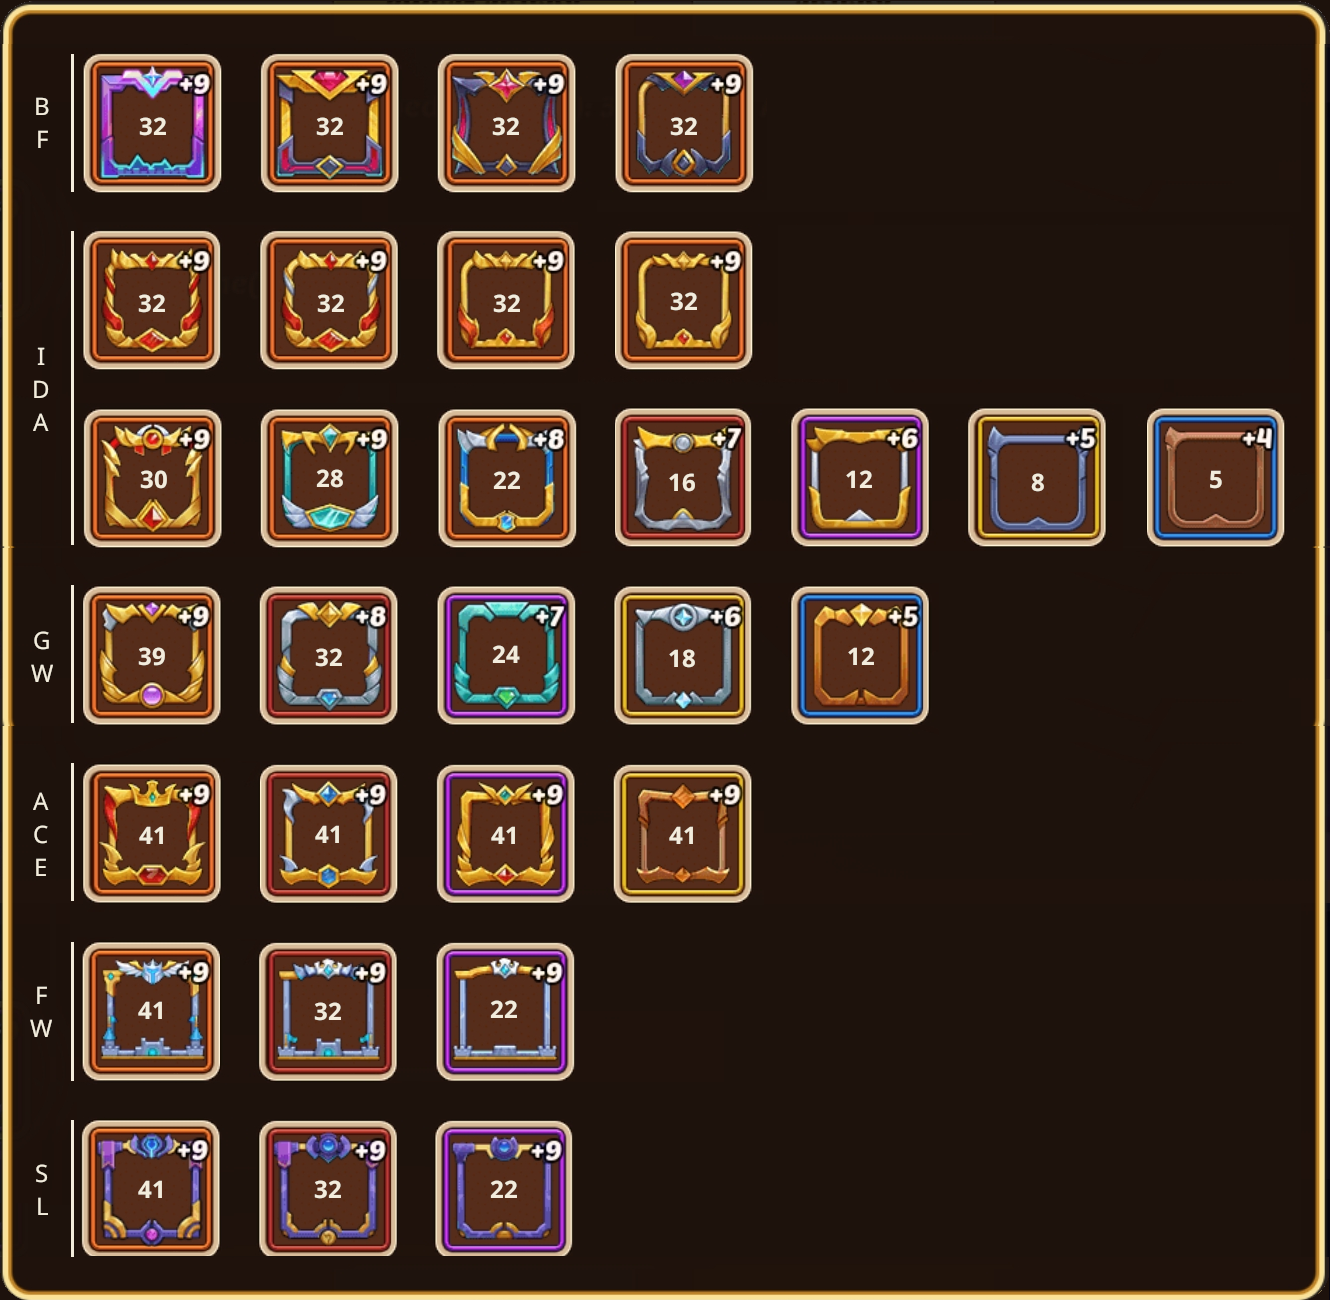 B
F
+9 +9 +9 +9
32 32 32 32
I
D
A
+9 +9 +9 +9
32 32 32 32
+9 +9 +8 +7 +6 +5 +4
30 28 22 16 12 8 5
G
W
+9 +8 +7 +6 +5
39 32 24 18 12
A
C
E
+9 +9 +9 +9
41 41 41 41
F
W
+9 +9 +9
41 32 22
S
L
+9 +9 +9
41 32 22